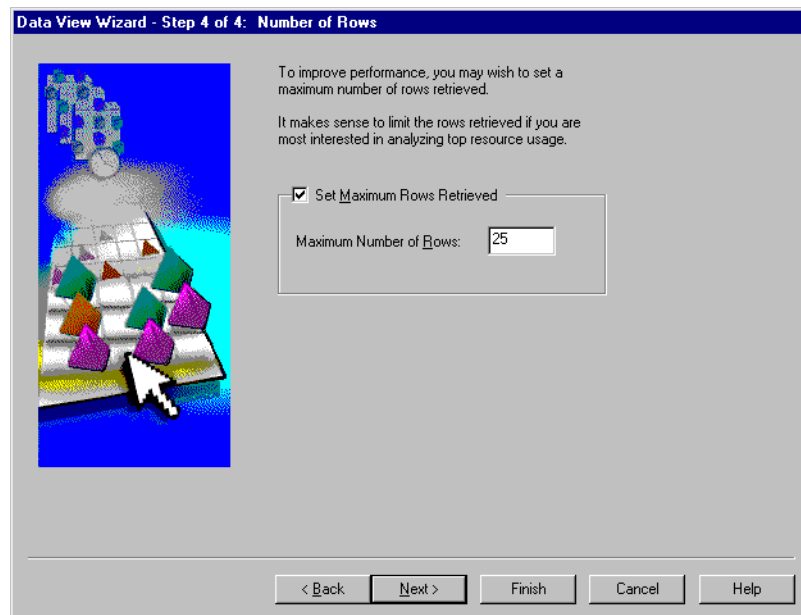 Data View Wizard - Step 4 of 4:  Number of Rows
To improve performance, you may wish to set a
maximum number of rows retrieved.
It makes sense to limit the rows retrieved if you are
most interested in analyzing top resource usage.
Set Maximum Rows Retrieved
Maximum Number of Rows: 25
< Back Next > Finish Cancel Help